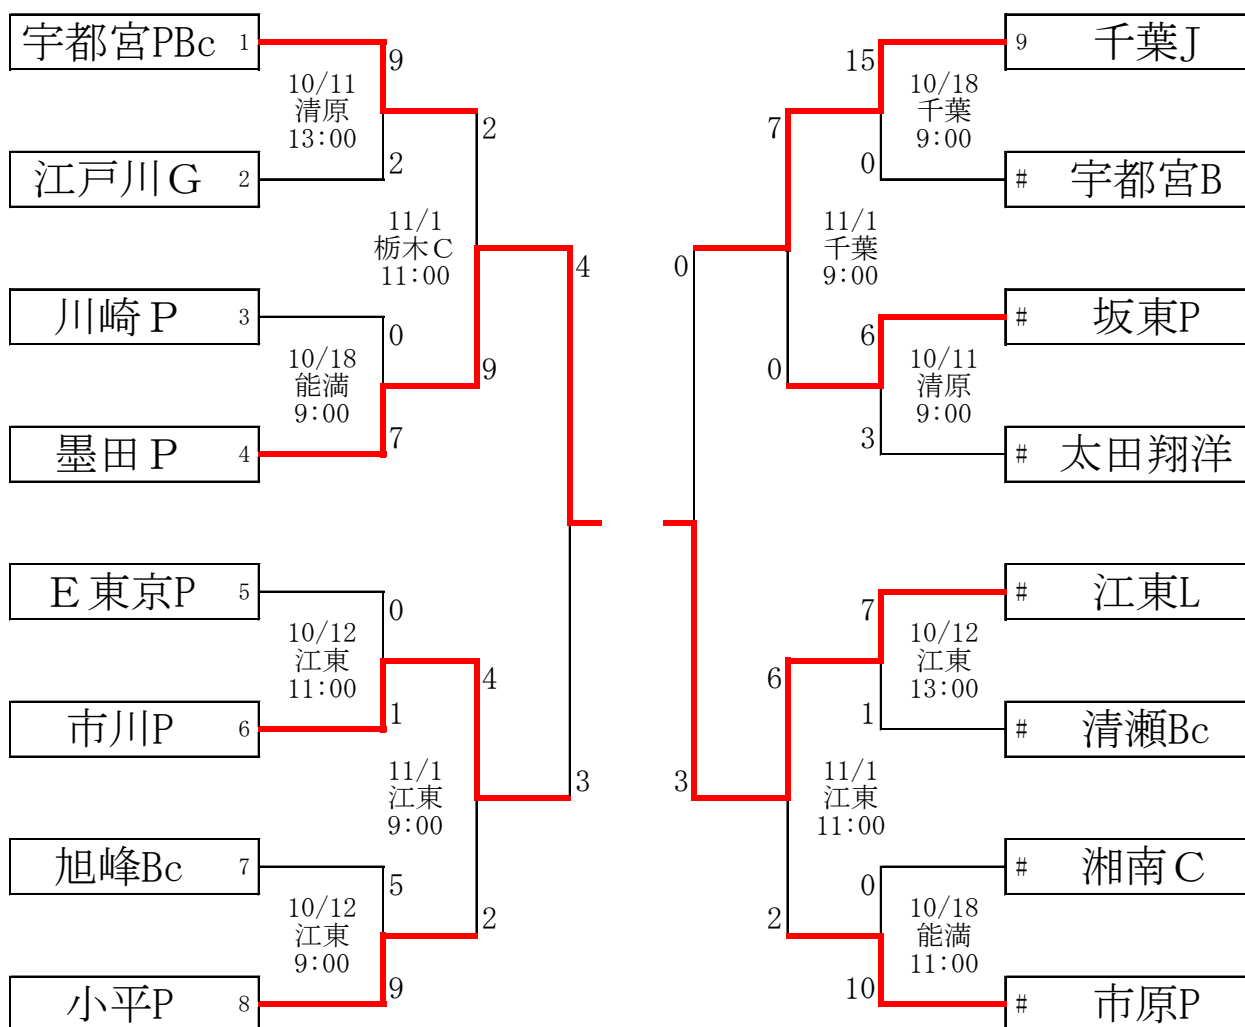 宇都宮PBc 1
9
10/11
清原
13:00
2
江戸川G 2
2
11/1
栃木C
11:00
4
川崎P 3
0
10/18
能満
9:00
9
墨田P 4
7
E東京P 5
0
10/12
江東
11:00
4
市川P 6
1
11/1
江東
9:00
3
旭峰Bc 7
5
10/12
江東
9:00
2
小平P 8
9
9 千葉J
15
10/18
千葉
9:00
7
# 宇都宮B
0
11/1
千葉
9:00
0
# 坂東P
6
10/11
清原
9:00
0
# 太田翔洋
3
# 江東L
7
10/12
江東
13:00
6
# 清瀬Bc
1
11/1
江東
11:00
3
# 湘南C
0
10/18
能満
11:00
2
# 市原P
10